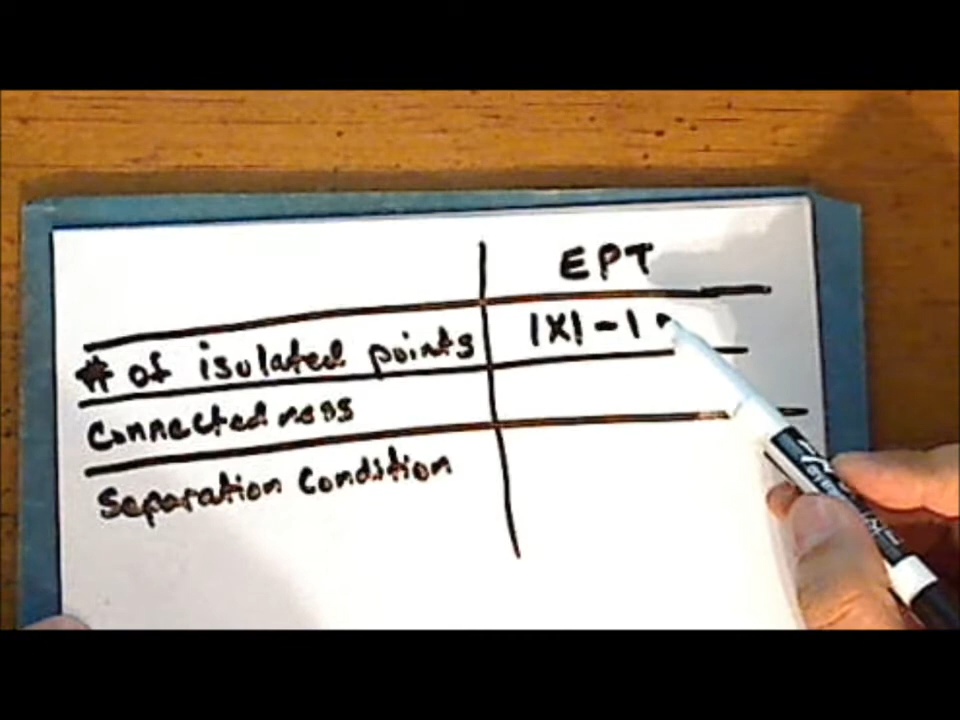 EPT
# of isolated points |X| - 1
Connectedness
Separation Condition